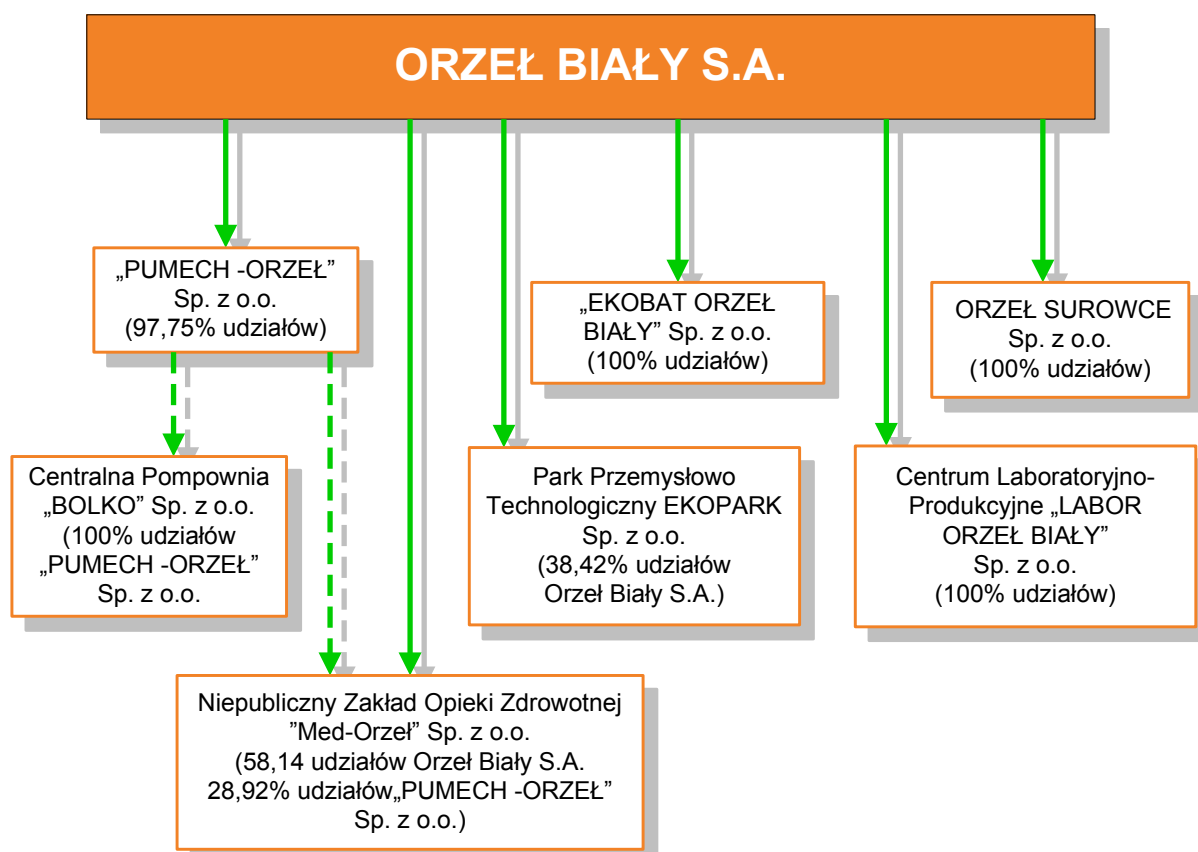 ORZEŁ BIAŁY S.A.
„PUMECH -ORZEŁ”
Sp. z o.o.
(97,75% udziałów)
„EKOBAT ORZEŁ
BIAŁY” Sp. z o.o.
(100% udziałów)
ORZEŁ SUROWCE
Sp. z o.o.
(100% udziałów)
Centralna Pompownia
„BOLKO” Sp. z o.o.
(100% udziałów
„PUMECH -ORZEŁ”
Sp. z o.o.
Park Przemysłowo
Technologiczny EKOPARK
Sp. z o.o.
(38,42% udziałów
Orzeł Biały S.A.)
Centrum Laboratoryjno-
Produkcyjne „LABOR
ORZEŁ BIAŁY”
Sp. z o.o.
(100% udziałów)
Niepubliczny Zakład Opieki Zdrowotnej
”Med-Orzeł” Sp. z o.o.
(58,14 udziałów Orzeł Biały S.A.
28,92% udziałów„PUMECH -ORZEŁ”
Sp. z o.o.)